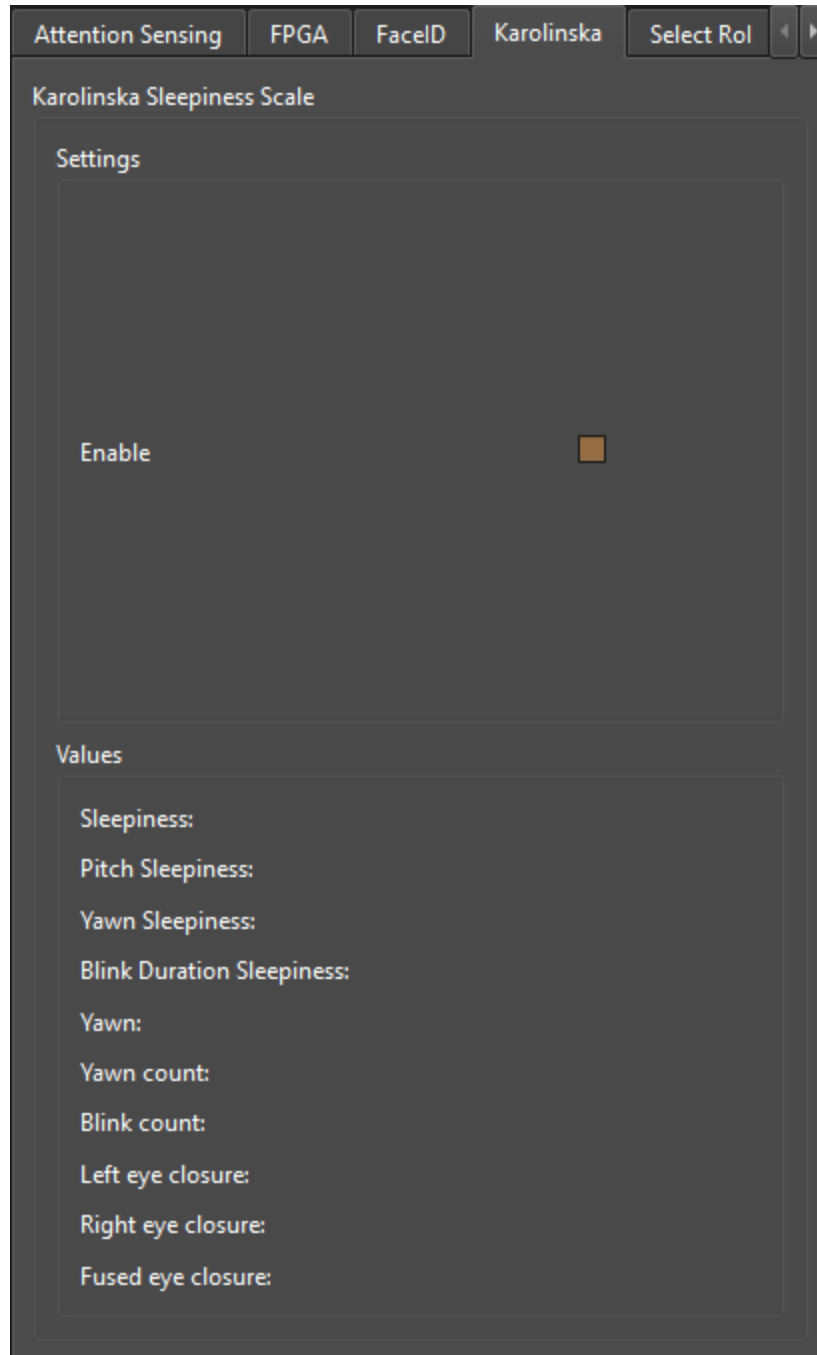 Attention Sensing FPGA FaceID Karolinska Select RoI
Karolinska Sleepiness Scale
Settings
Enable
Values
Sleepiness:
Pitch Sleepiness:
Yawn Sleepiness:
Blink Duration Sleepiness:
Yawn:
Yawn count:
Blink count:
Left eye closure:
Right eye closure:
Fused eye closure: